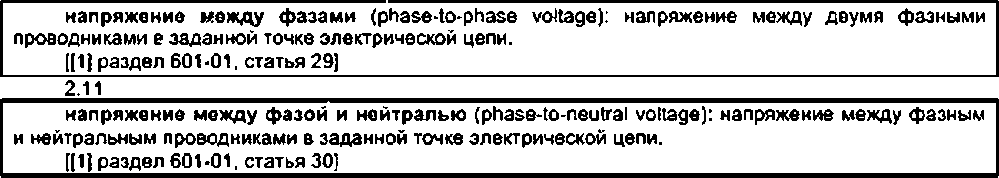 напряжение между фазами (phase-to-phase voltage): напряжение между двумя фазными
проводниками в заданной точке электрической цепи.
[[1] раздел 601-01, статья 29]
2.11
напряжение между фазой и нейтралью (phase-to-neutral voltage): напряжение между фазным
и нейтральным проводниками в заданной точке электрической цепи.
[[1] раздел 601-01, статья 30]